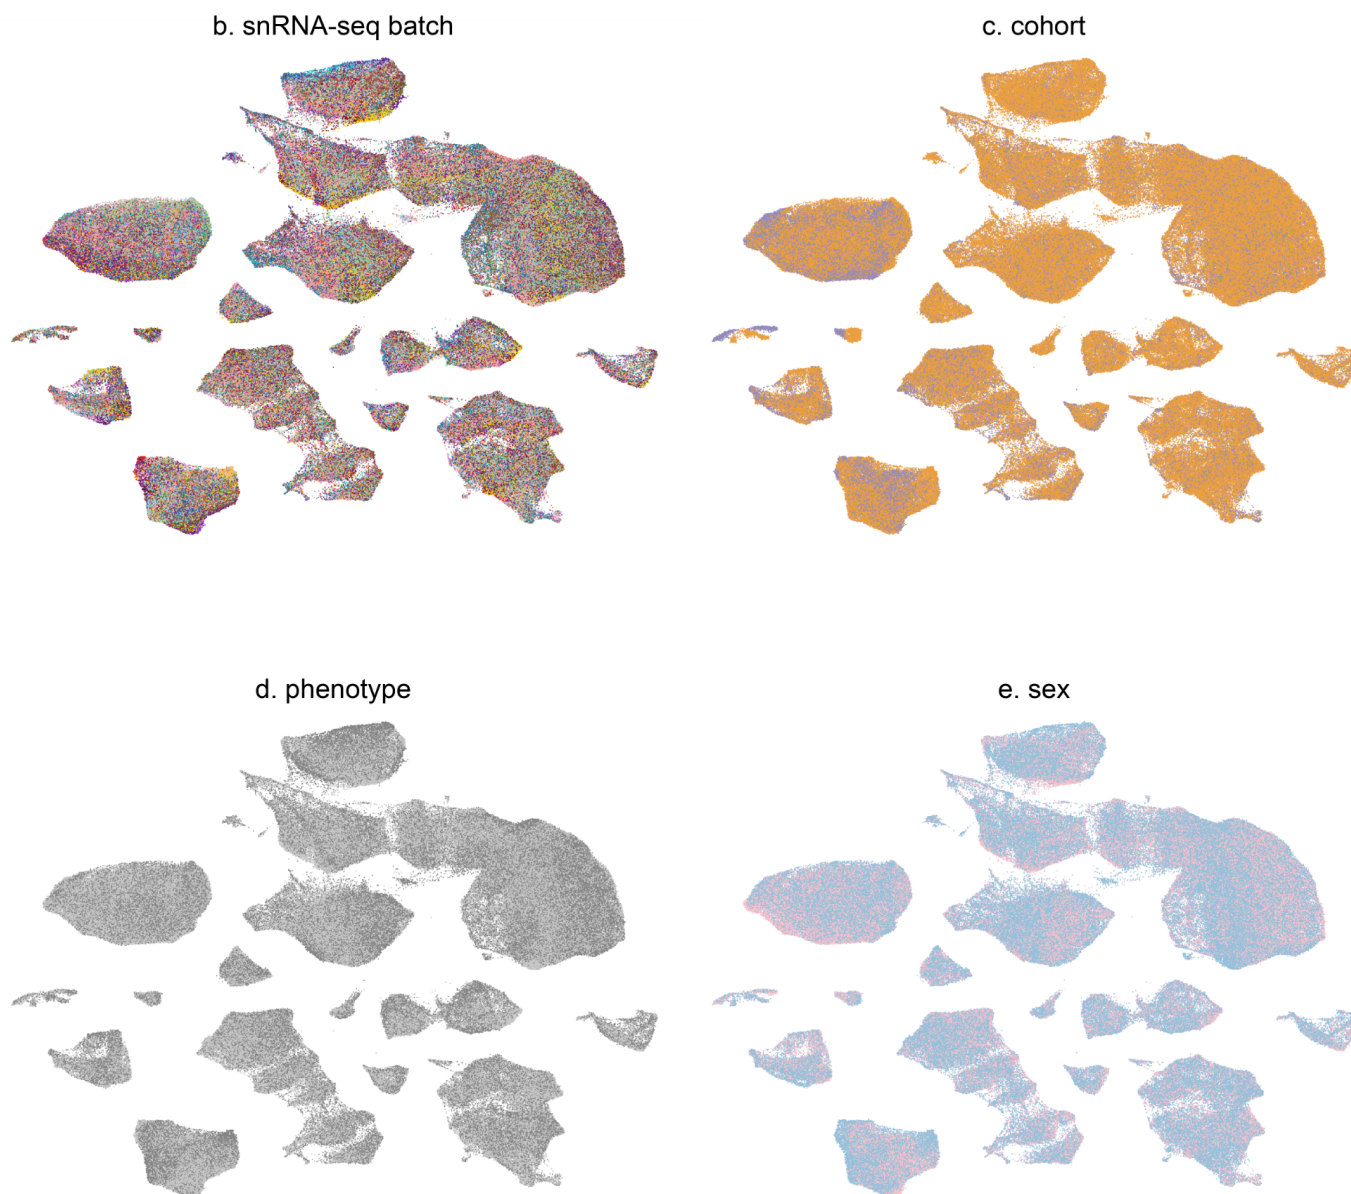 b. snRNA-seq batch
c. cohort
d. phenotype
e. sex